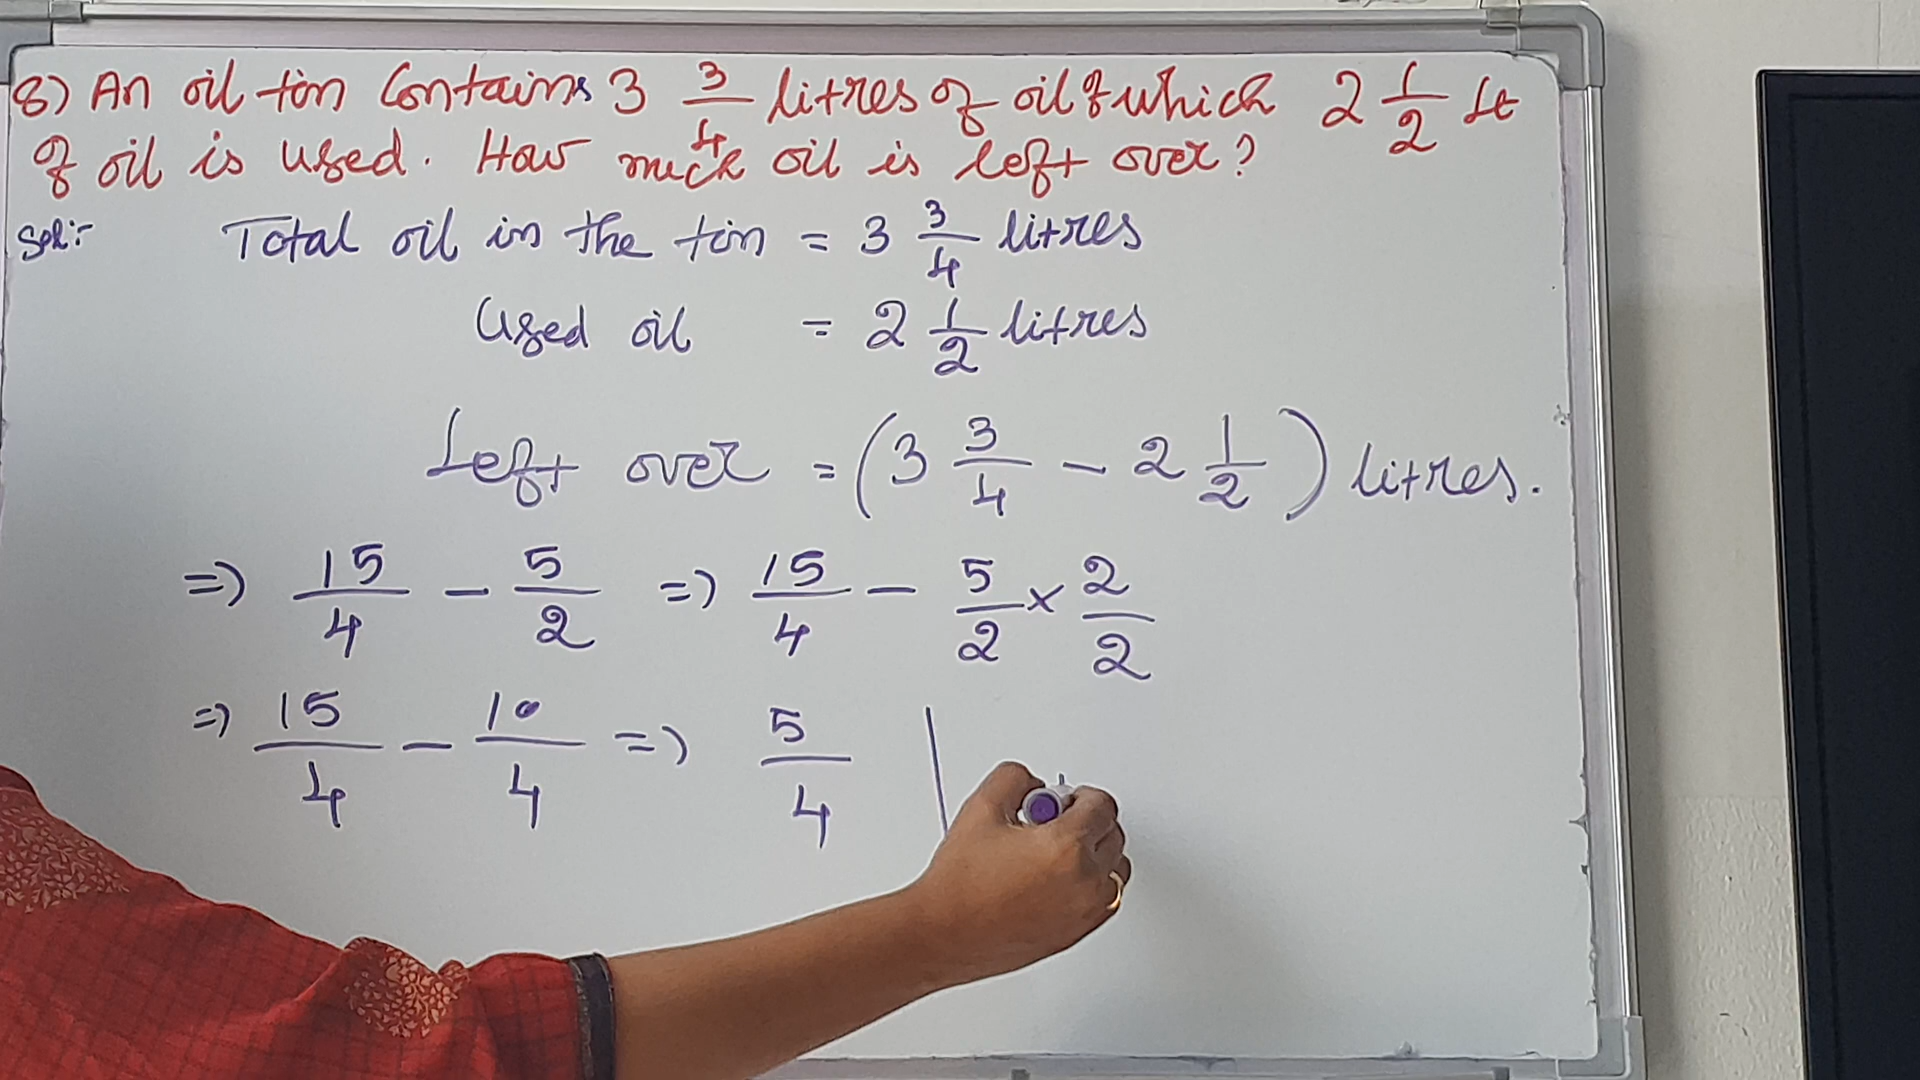 8) An oil tin Contains 3 3/4 litres of oil of which 2 1/2 lt
of oil is used. How much oil is left over?
Sol:- Total oil in the tin = 3 3/4 litres
Used oil = 2 1/2 litres
Left over = (3 3/4 - 2 1/2) litres.
=> 15/4 - 5/2 => 15/4 - 5/2 × 2/2
=> 15/4 - 10/4 => 5/4